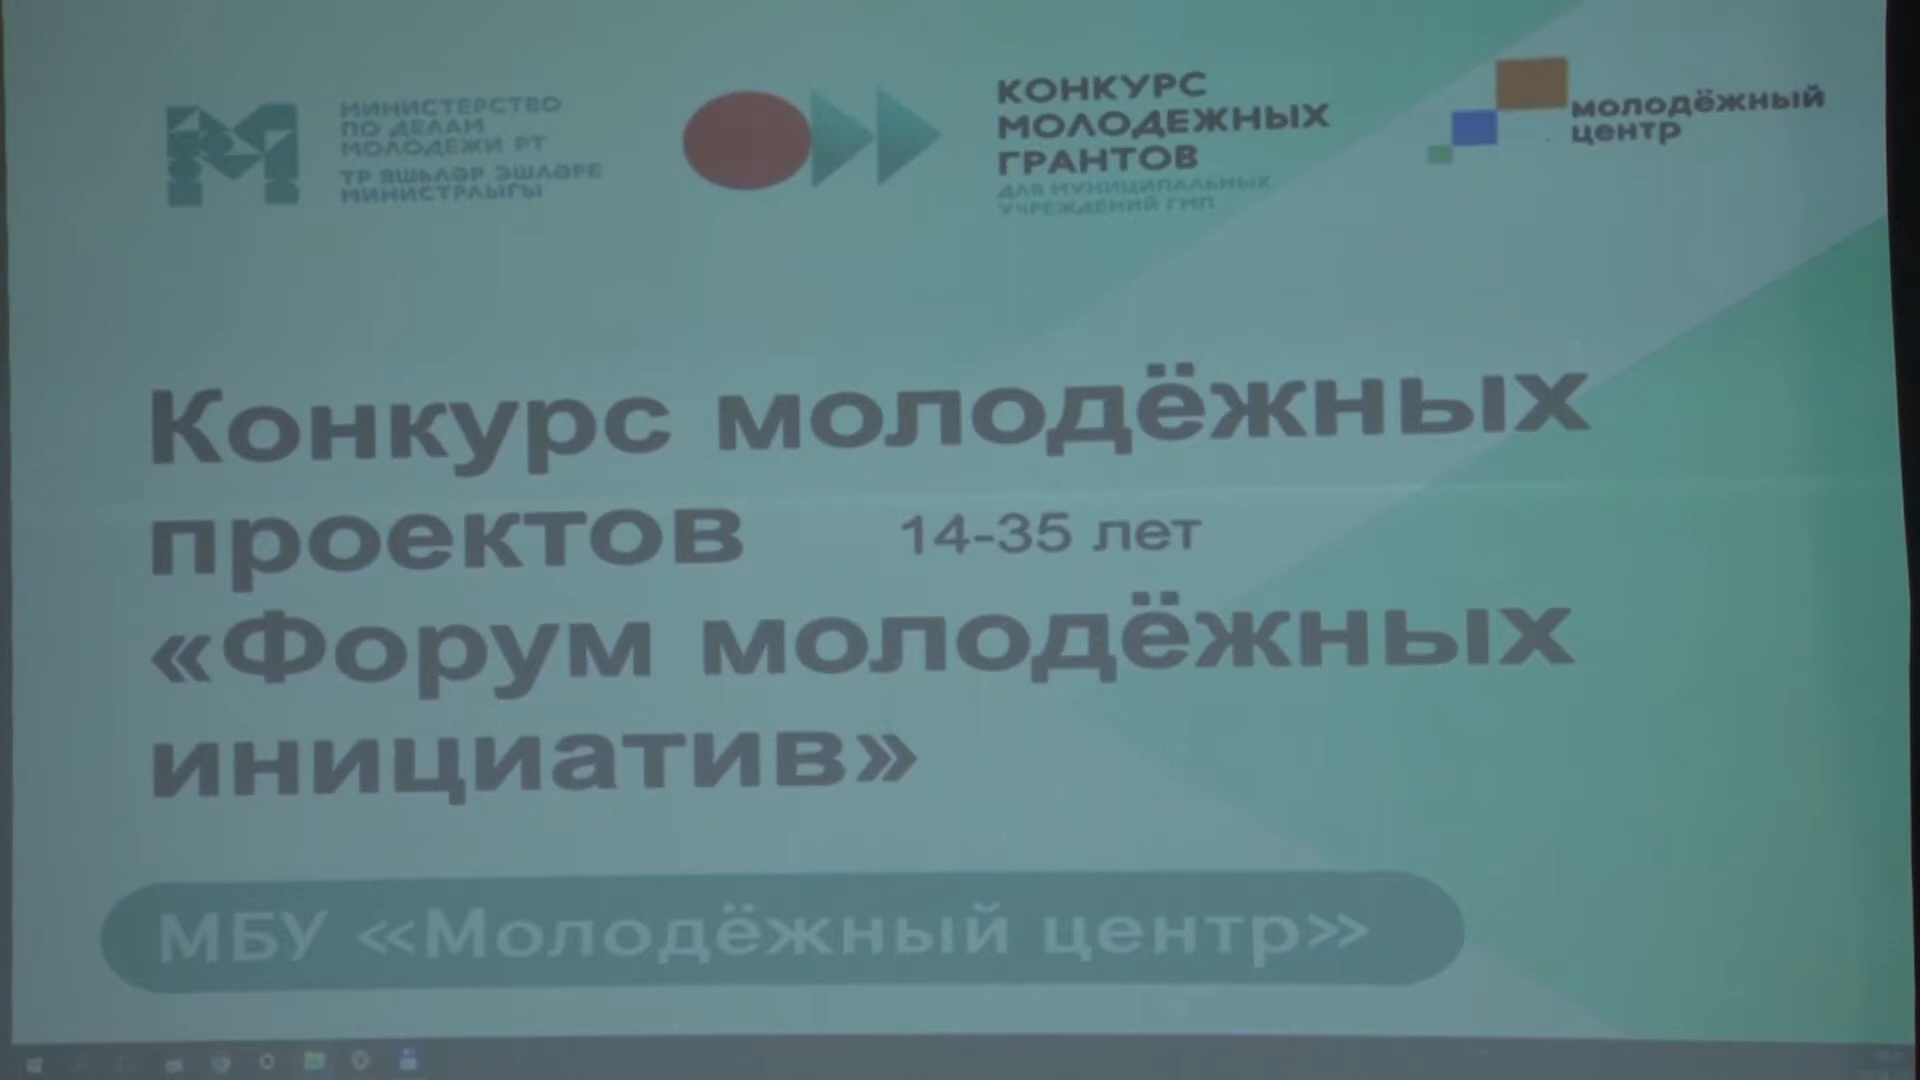 МИНИСТЕРСТВО
ПО ДЕЛАМ
МОЛОДЕЖИ РТ
ТР ЯШЬЛӘР ЭШЛӘРЕ
МИНИСТРЛЫГЫ
КОНКУРС
МОЛОДЕЖНЫХ
ГРАНТОВ
ДЛЯ МУНИЦИПАЛЬНЫХ
УЧРЕЖДЕНИЙ ГМП
молодёжный
центр
Конкурс молодёжных
проектов 14-35 лет
«Форум молодёжных
инициатив»
МБУ «Молодёжный центр»